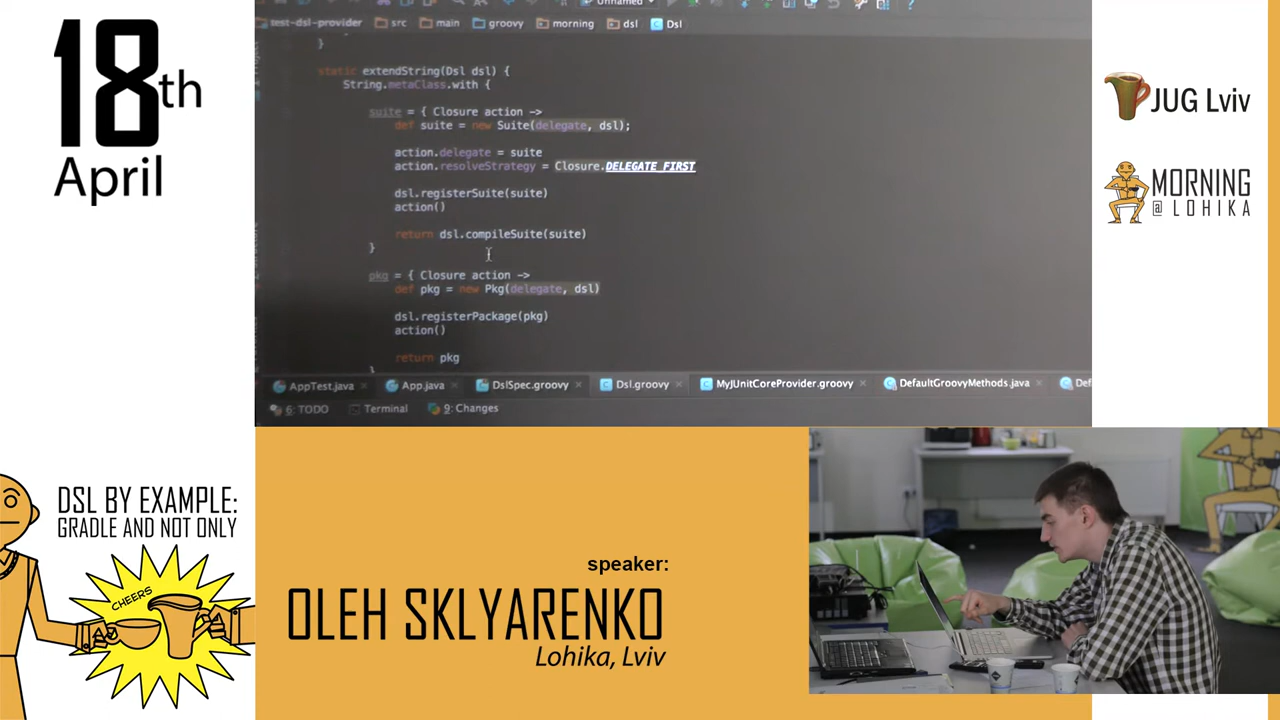 18th
April
JUG Lviv
MORNING
@ LOHIKA
Unnamed
test-dsl-provider src main groovy morning dsl Dsl
}
static extendString(Dsl dsl) {
String.metaClass.with {
suite = { Closure action ->
def suite = new Suite(delegate, dsl);
action.delegate = suite
action.resolveStrategy = Closure.DELEGATE_FIRST
dsl.registerSuite(suite)
action()
return dsl.compileSuite(suite)
}
pkg = { Closure action ->
def pkg = new Pkg(delegate, dsl)
dsl.registerPackage(pkg)
action()
return pkg
}
AppTest.java App.java DslSpec.groovy Dsl.groovy MyJUnitCoreProvider.groovy DefaultGroovyMethods.java Def
6: TODO Terminal 9: Changes
DSL BY EXAMPLE:
GRADLE AND NOT ONLY
CHEERS
speaker:
OLEH SKLYARENKO
Lohika, Lviv